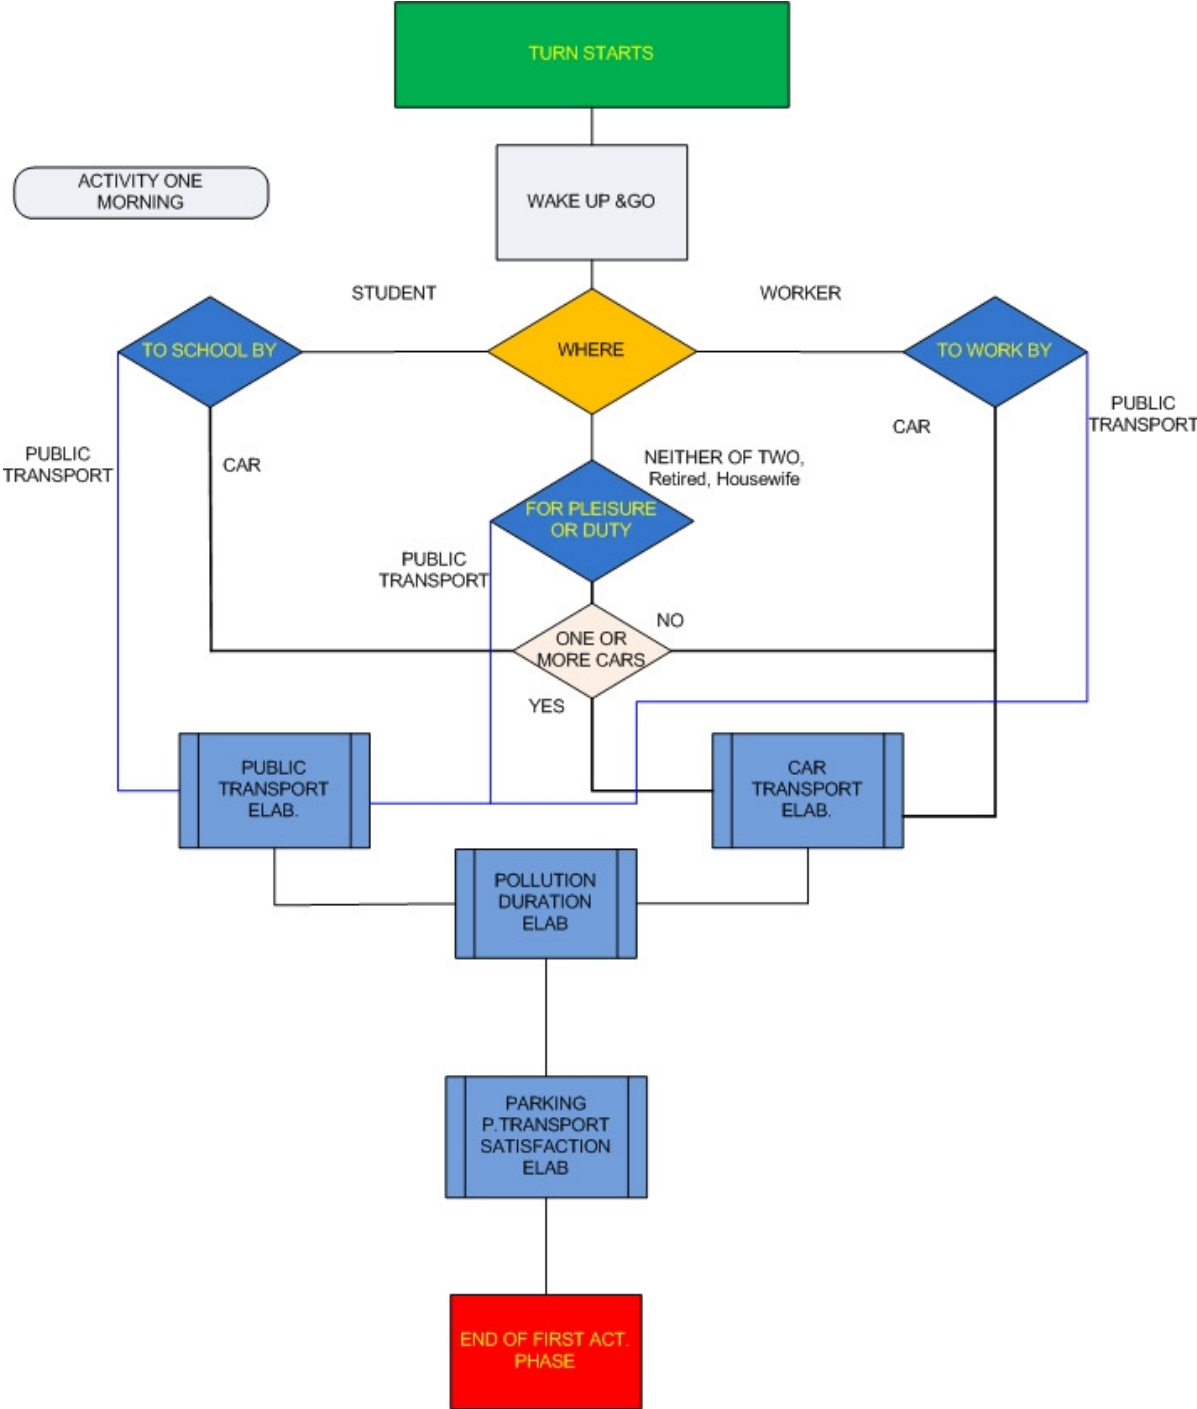 TURN STARTS
WAKE UP &GO
ACTIVITY ONE
MORNING
STUDENT
WORKER
TO SCHOOL BY
WHERE
TO WORK BY
PUBLIC
TRANSPORT
CAR
NEITHER OF TWO,
Retired, Housewife
CAR
PUBLIC
TRANSPORT
FOR PLEISURE
OR DUTY
PUBLIC
TRANSPORT
NO
ONE OR
MORE CARS
YES
PUBLIC
TRANSPORT
ELAB.
CAR
TRANSPORT
ELAB.
POLLUTION
DURATION
ELAB
PARKING
P.TRANSPORT
SATISFACTION
ELAB
END OF FIRST ACT.
PHASE